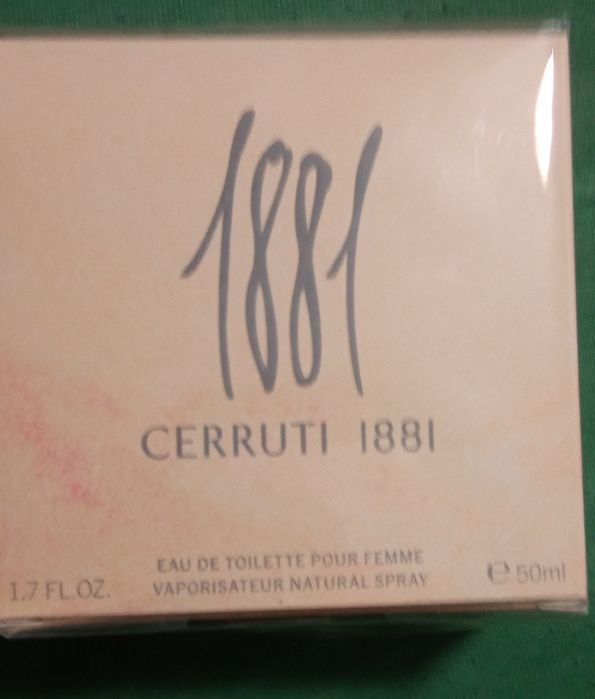 1881
CERRUTI 1881
EAU DE TOILETTE POUR FEMME
VAPORISATEUR NATURAL SPRAY
1.7 FL.OZ.
℮ 50ml